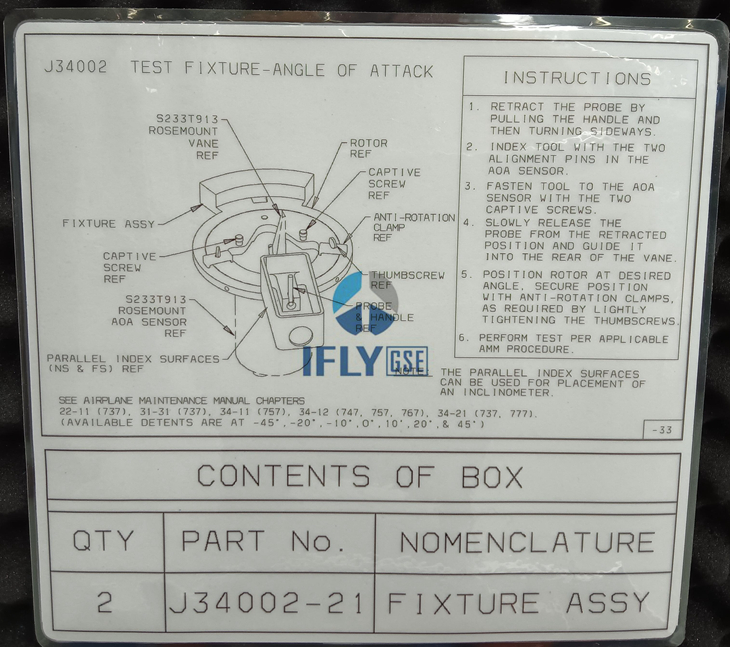 J34002 TEST FIXTURE-ANGLE OF ATTACK
S233T913
ROSEMOUNT
VANE
REF
ROTOR
REF
CAPTIVE
SCREW
REF
FIXTURE ASSY
ANTI-ROTATION
CLAMP
REF
CAPTIVE
SCREW
REF
THUMBSCREW
REF
S233T913
ROSEMOUNT
AOA SENSOR
REF
PROBE
& HANDLE
REF
PARALLEL INDEX SURFACES
(NS & FS) REF
INSTRUCTIONS
1. RETRACT THE PROBE BY
PULLING THE HANDLE AND
THEN TURNING SIDEWAYS.
2. INDEX TOOL WITH THE TWO
ALIGNMENT PINS IN THE
AOA SENSOR.
3. FASTEN TOOL TO THE AOA
SENSOR WITH THE TWO
CAPTIVE SCREWS.
4. SLOWLY RELEASE THE
PROBE FROM THE RETRACTED
POSITION AND GUIDE IT
INTO THE REAR OF THE VANE.
5. POSITION ROTOR AT DESIRED
ANGLE, SECURE POSITION
WITH ANTI-ROTATION CLAMPS,
AS REQUIRED BY LIGHTLY
TIGHTENING THE THUMBSCREWS.
6. PERFORM TEST PER APPLICABLE
AMM PROCEDURE.
IFLY GSE
NOTE: THE PARALLEL INDEX SURFACES
CAN BE USED FOR PLACEMENT OF
AN INCLINOMETER.
SEE AIRPLANE MAINTENANCE MANUAL CHAPTERS
22-11 (737), 31-31 (737), 34-11 (757), 34-12 (747, 757, 767), 34-21 (737, 777).
(AVAILABLE DETENTS ARE AT -45°,-20°,-10°,0°,10°,20°,& 45°)
-33
CONTENTS OF BOX
QTY PART No. NOMENCLATURE
2 J34002-21 FIXTURE ASSY